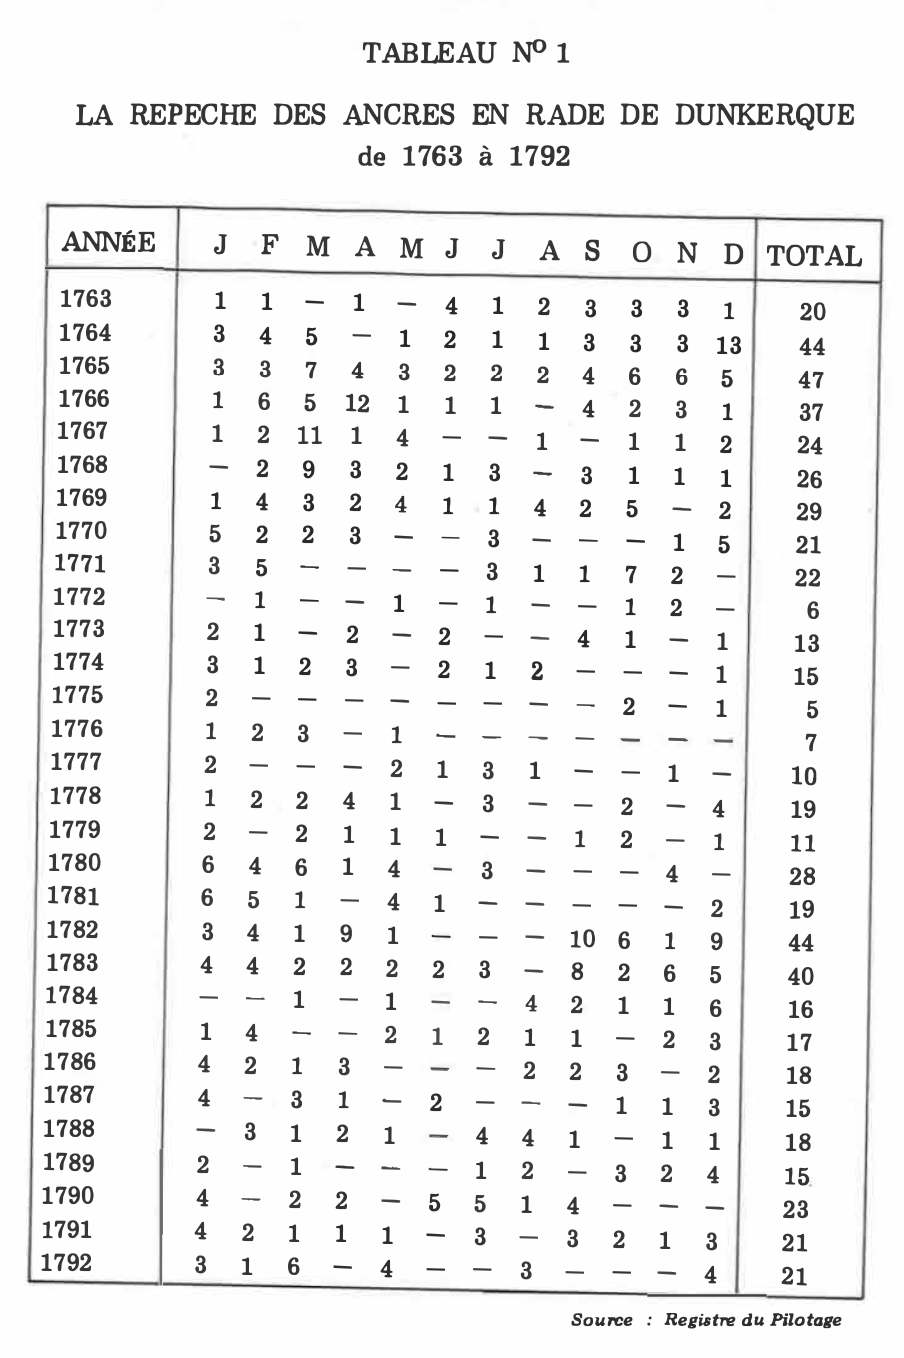 TABLEAU Nº 1
LA REPECHE DES ANCRES EN RADE DE DUNKERQUE
de 1763 à 1792
ANNÉE J F M A M J J A S O N D TOTAL
1763 1 1 — 1 — 4 1 2 3 3 3 1 20
1764 3 4 5 — 1 2 1 1 3 3 3 13 44
1765 3 3 7 4 3 2 2 2 4 6 6 5 47
1766 1 6 5 12 1 1 1 — 4 2 3 1 37
1767 1 2 11 1 4 — — 1 — 1 1 2 24
1768 — 2 9 3 2 1 3 — 3 1 1 1 26
1769 1 4 3 2 4 1 1 4 2 5 — 2 29
1770 5 2 2 3 — — 3 — — — 1 5 21
1771 3 5 — — — — 3 1 1 7 2 — 22
1772 — 1 — — 1 — 1 — — 1 2 — 6
1773 2 1 — 2 — 2 — — 4 1 — 1 13
1774 3 1 2 3 — 2 1 2 — — — 1 15
1775 2 — — — — — — — — 2 — 1 5
1776 1 2 3 — 1 — — — — — — — 7
1777 2 — — — 2 1 3 1 — — 1 — 10
1778 1 2 2 4 1 — 3 — — 2 — 4 19
1779 2 — 2 1 1 1 — — 1 2 — 1 11
1780 6 4 6 1 4 — 3 — — — 4 — 28
1781 6 5 1 — 4 1 — — — — — 2 19
1782 3 4 1 9 1 — — — 10 6 1 9 44
1783 4 4 2 2 2 2 3 — 8 2 6 5 40
1784 — — 1 — 1 — — 4 2 1 1 6 16
1785 1 4 — — 2 1 2 1 1 — 2 3 17
1786 4 2 1 3 — — — 2 2 3 — 2 18
1787 4 — 3 1 — 2 — — — 1 1 3 15
1788 — 3 1 2 1 — 4 4 1 — 1 1 18
1789 2 — 1 — — — 1 2 — 3 2 4 15
1790 4 — 2 2 — 5 5 1 4 — — — 23
1791 4 2 1 1 1 — 3 — 3 2 1 3 21
1792 3 1 6 — 4 — — 3 — — — 4 21
Source : Registre du Pilotage